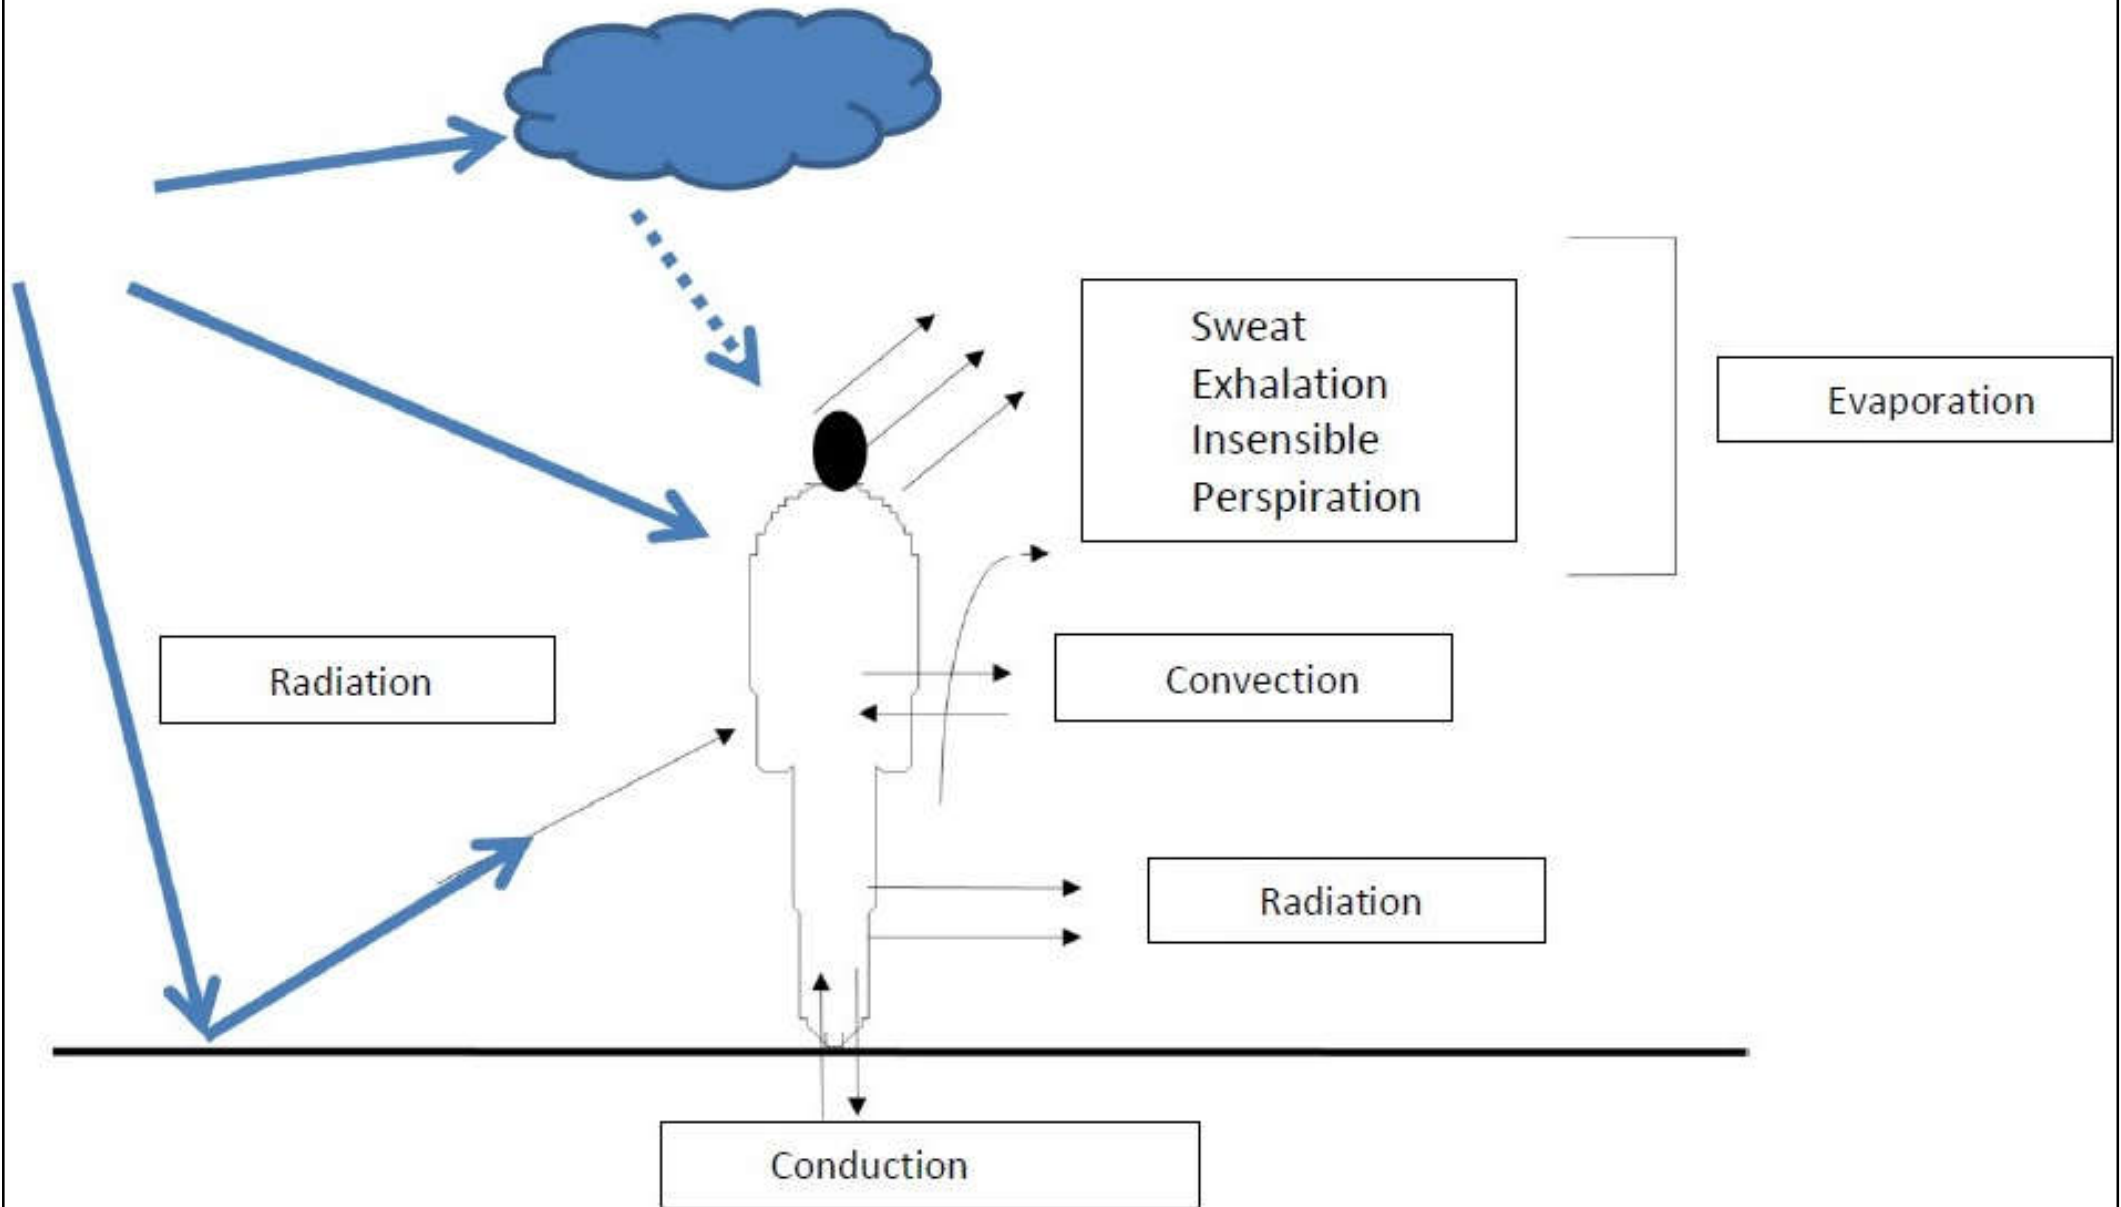 Sweat
Exhalation
Insensible
Perspiration
Evaporation
Radiation
Convection
Radiation
Conduction